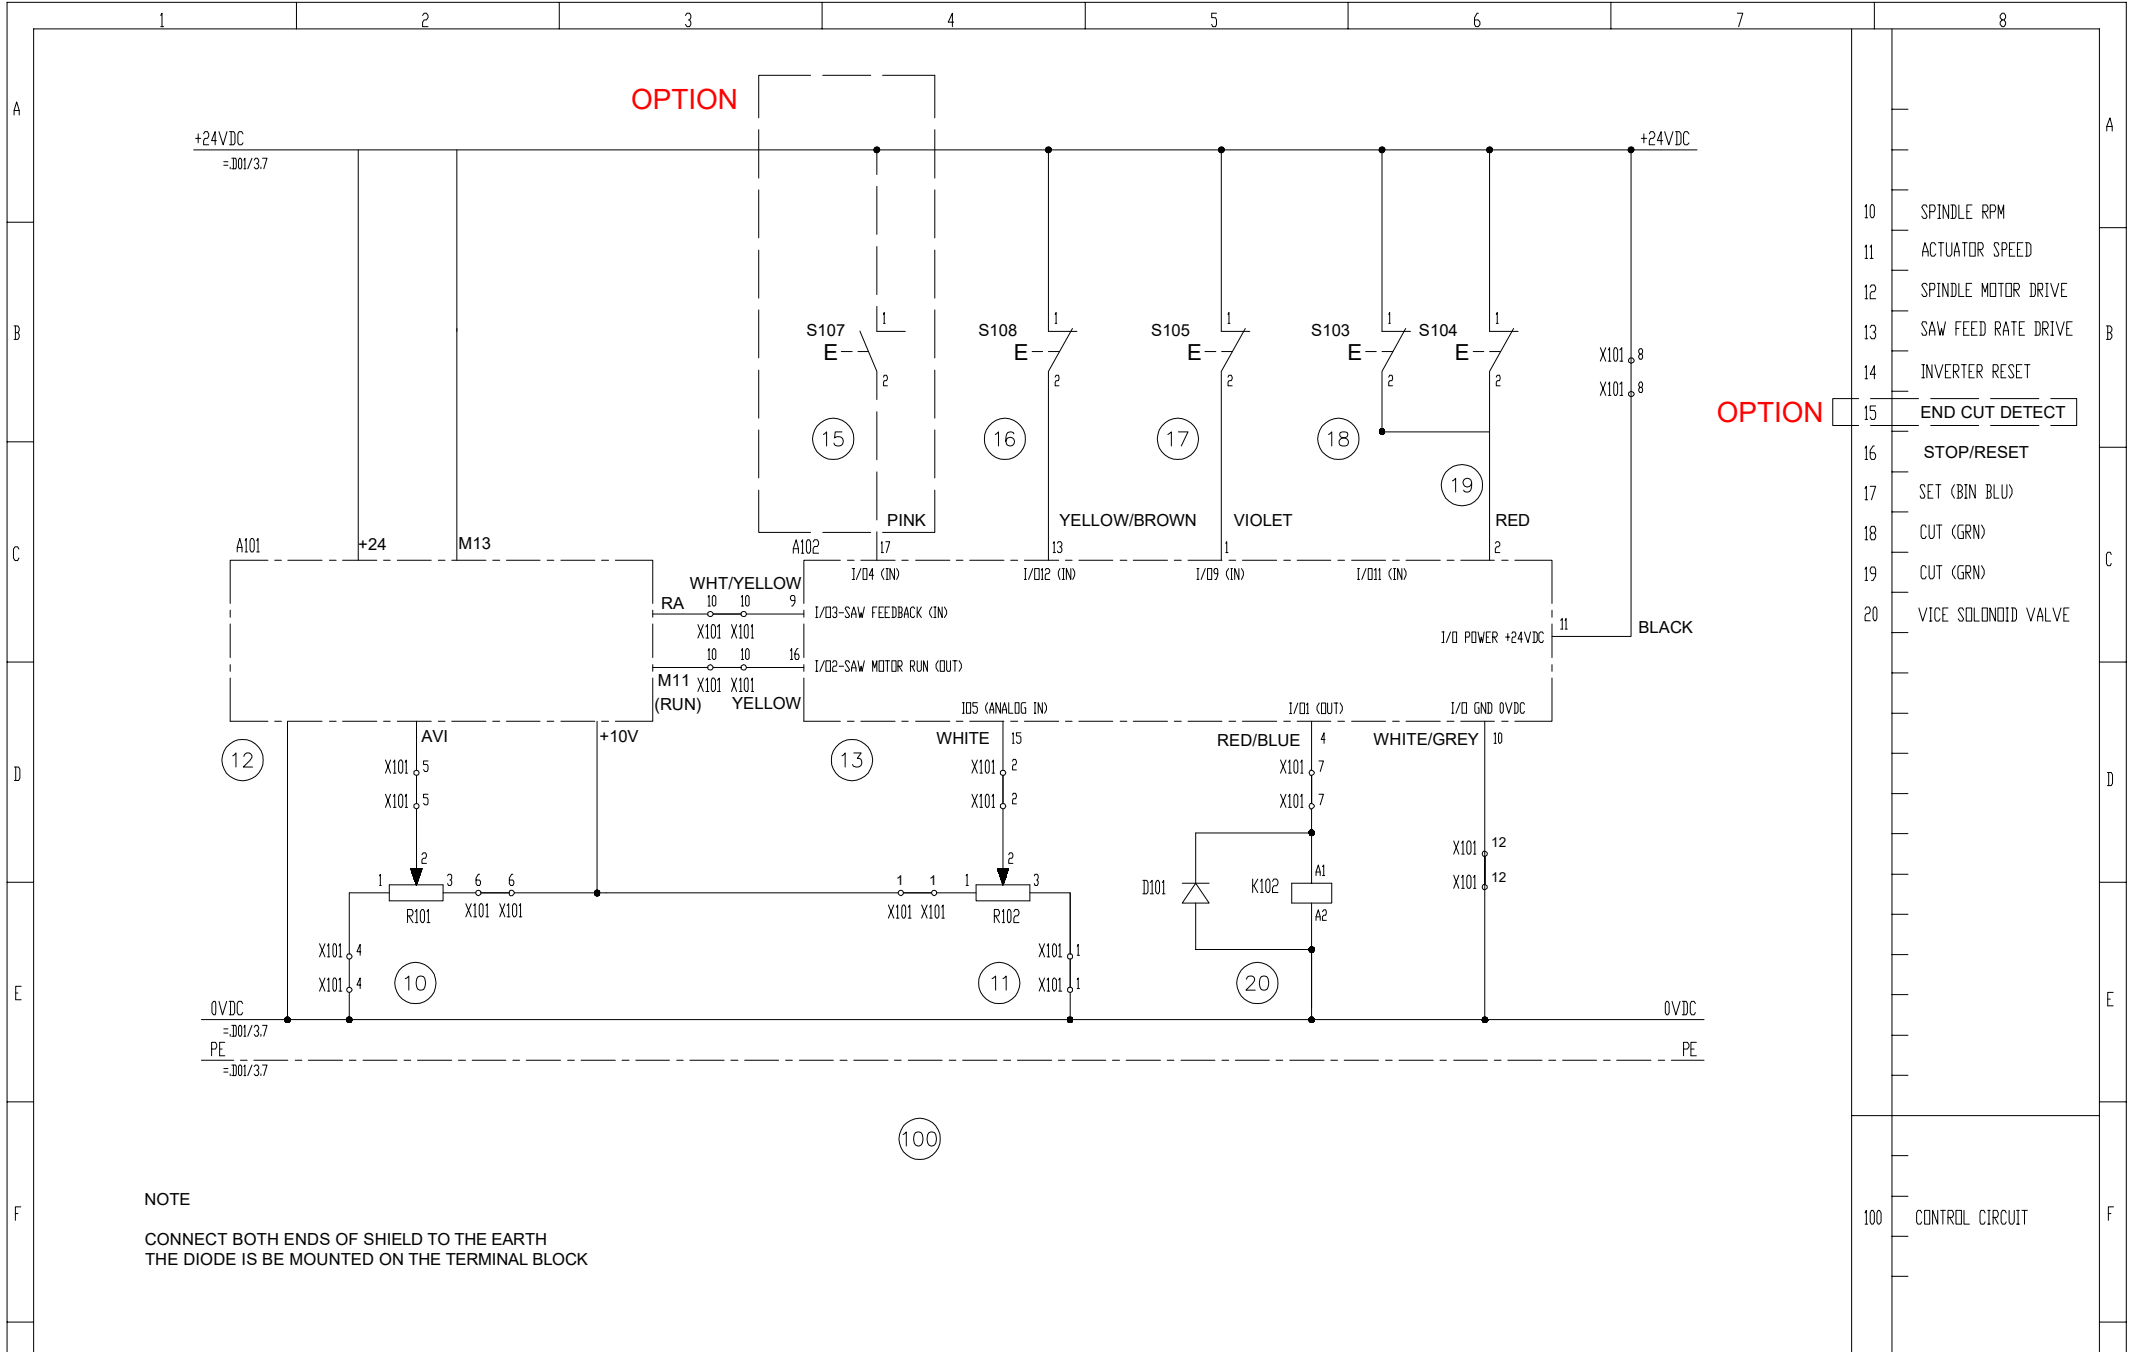 1 2 3 4 5 6 7 8
A A
OPTION
+24VDC
=.D01/3.7
+24VDC
10 SPINDLE RPM
11 ACTUATOR SPEED
12 SPINDLE MOTOR DRIVE
13 SAW FEED RATE DRIVE
14 INVERTER RESET
OPTION 15 END CUT DETECT
16 STOP/RESET
17 SET (BIN BLU)
18 CUT (GRN)
19 CUT (GRN)
20 VICE SOLONOID VALVE
B B
1 1 1 1 1
S107 S108 S105 S103 S104
E E E E E
2 2 2 2 2
X101 8
X101 8
15 16 17 18
19
PINK YELLOW/BROWN VIOLET RED
C C
A101 +24 M13
A102 17 13 1 2
I/O4 (IN) I/O12 (IN) I/O9 (IN) I/O11 (IN)
WHT/YELLOW
RA 10 10 9 I/O3-SAW FEEDBACK (IN)
X101 X101
11
I/O POWER +24VDC BLACK
10 10 16 I/O2-SAW MOTOR RUN (OUT)
M11 X101 X101
(RUN) YELLOW
IO5 (ANALOG IN) I/O1 (OUT) I/O GND 0VDC
AVI +10V
WHITE 15 RED/BLUE 4 WHITE/GREY 10
12 13
D D
X101 5 X101 2 X101 7
X101 5 X101 2 X101 7
X101 12
X101 12
2 2
1 3 6 6 1 1 1 3
R101 X101 X101 X101 X101 R102
D101 K102 A1
A2
X101 4 X101 1
X101 4 X101 1
10 11 20
E E
0VDC 0VDC
=.D01/3.7
PE PE
=.D01/3.7
100
NOTE
F F
100 CONTROL CIRCUIT
CONNECT BOTH ENDS OF SHIELD TO THE EARTH
THE DIODE IS BE MOUNTED ON THE TERMINAL BLOCK